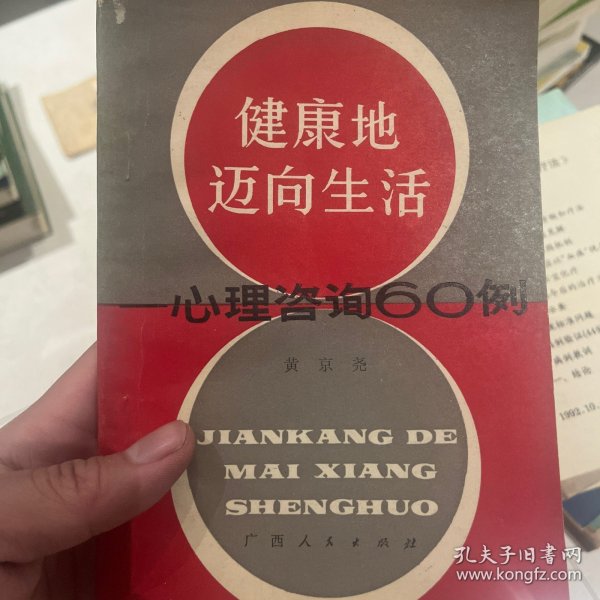 健康地
迈向生活
—心理咨询60例
黄京尧
JIANKANG DE
MAI XIANG
SHENGHUO
广西人民出版社
1992.10.
孔夫子旧书网
www.kongfz.com